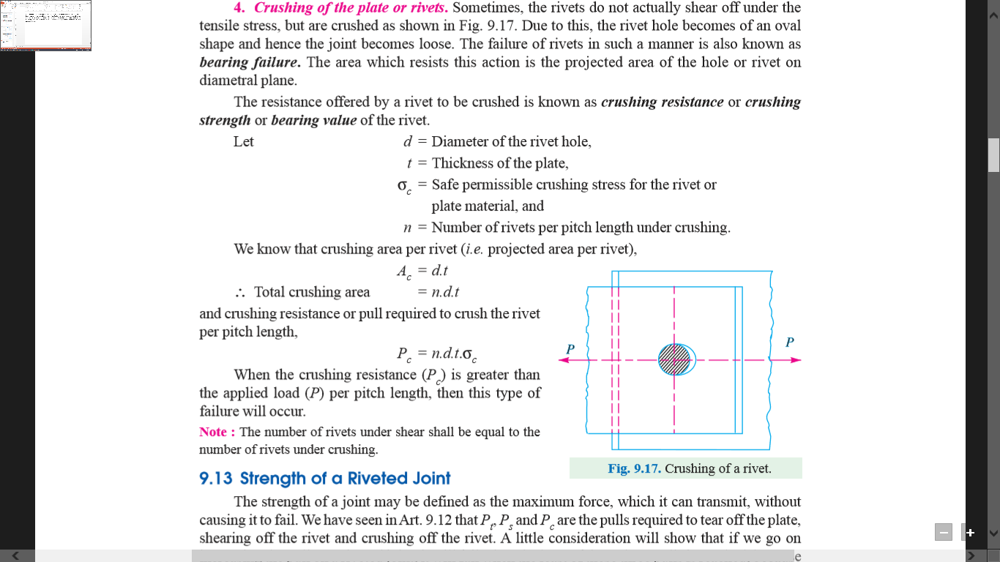 4. Crushing of the plate or rivets. Sometimes, the rivets do not actually shear off under the
tensile stress, but are crushed as shown in Fig. 9.17. Due to this, the rivet hole becomes of an oval
shape and hence the joint becomes loose. The failure of rivets in such a manner is also known as
bearing failure. The area which resists this action is the projected area of the hole or rivet on
diametral plane.
The resistance offered by a rivet to be crushed is known as crushing resistance or crushing
strength or bearing value of the rivet.
Let d = Diameter of the rivet hole,
t = Thickness of the plate,
σc = Safe permissible crushing stress for the rivet or
plate material, and
n = Number of rivets per pitch length under crushing.
We know that crushing area per rivet (i.e. projected area per rivet),
Ac = d.t
∴ Total crushing area = n.d.t
and crushing resistance or pull required to crush the rivet
per pitch length,
Pc = n.d.t.σc
When the crushing resistance (Pc) is greater than
the applied load (P) per pitch length, then this type of
failure will occur.
Note : The number of rivets under shear shall be equal to the
number of rivets under crushing.
P
P
Fig. 9.17. Crushing of a rivet.
9.13 Strength of a Riveted Joint
The strength of a joint may be defined as the maximum force, which it can transmit, without
causing it to fail. We have seen in Art. 9.12 that Pt, Ps and Pc are the pulls required to tear off the plate,
shearing off the rivet and crushing off the rivet. A little consideration will show that if we go on